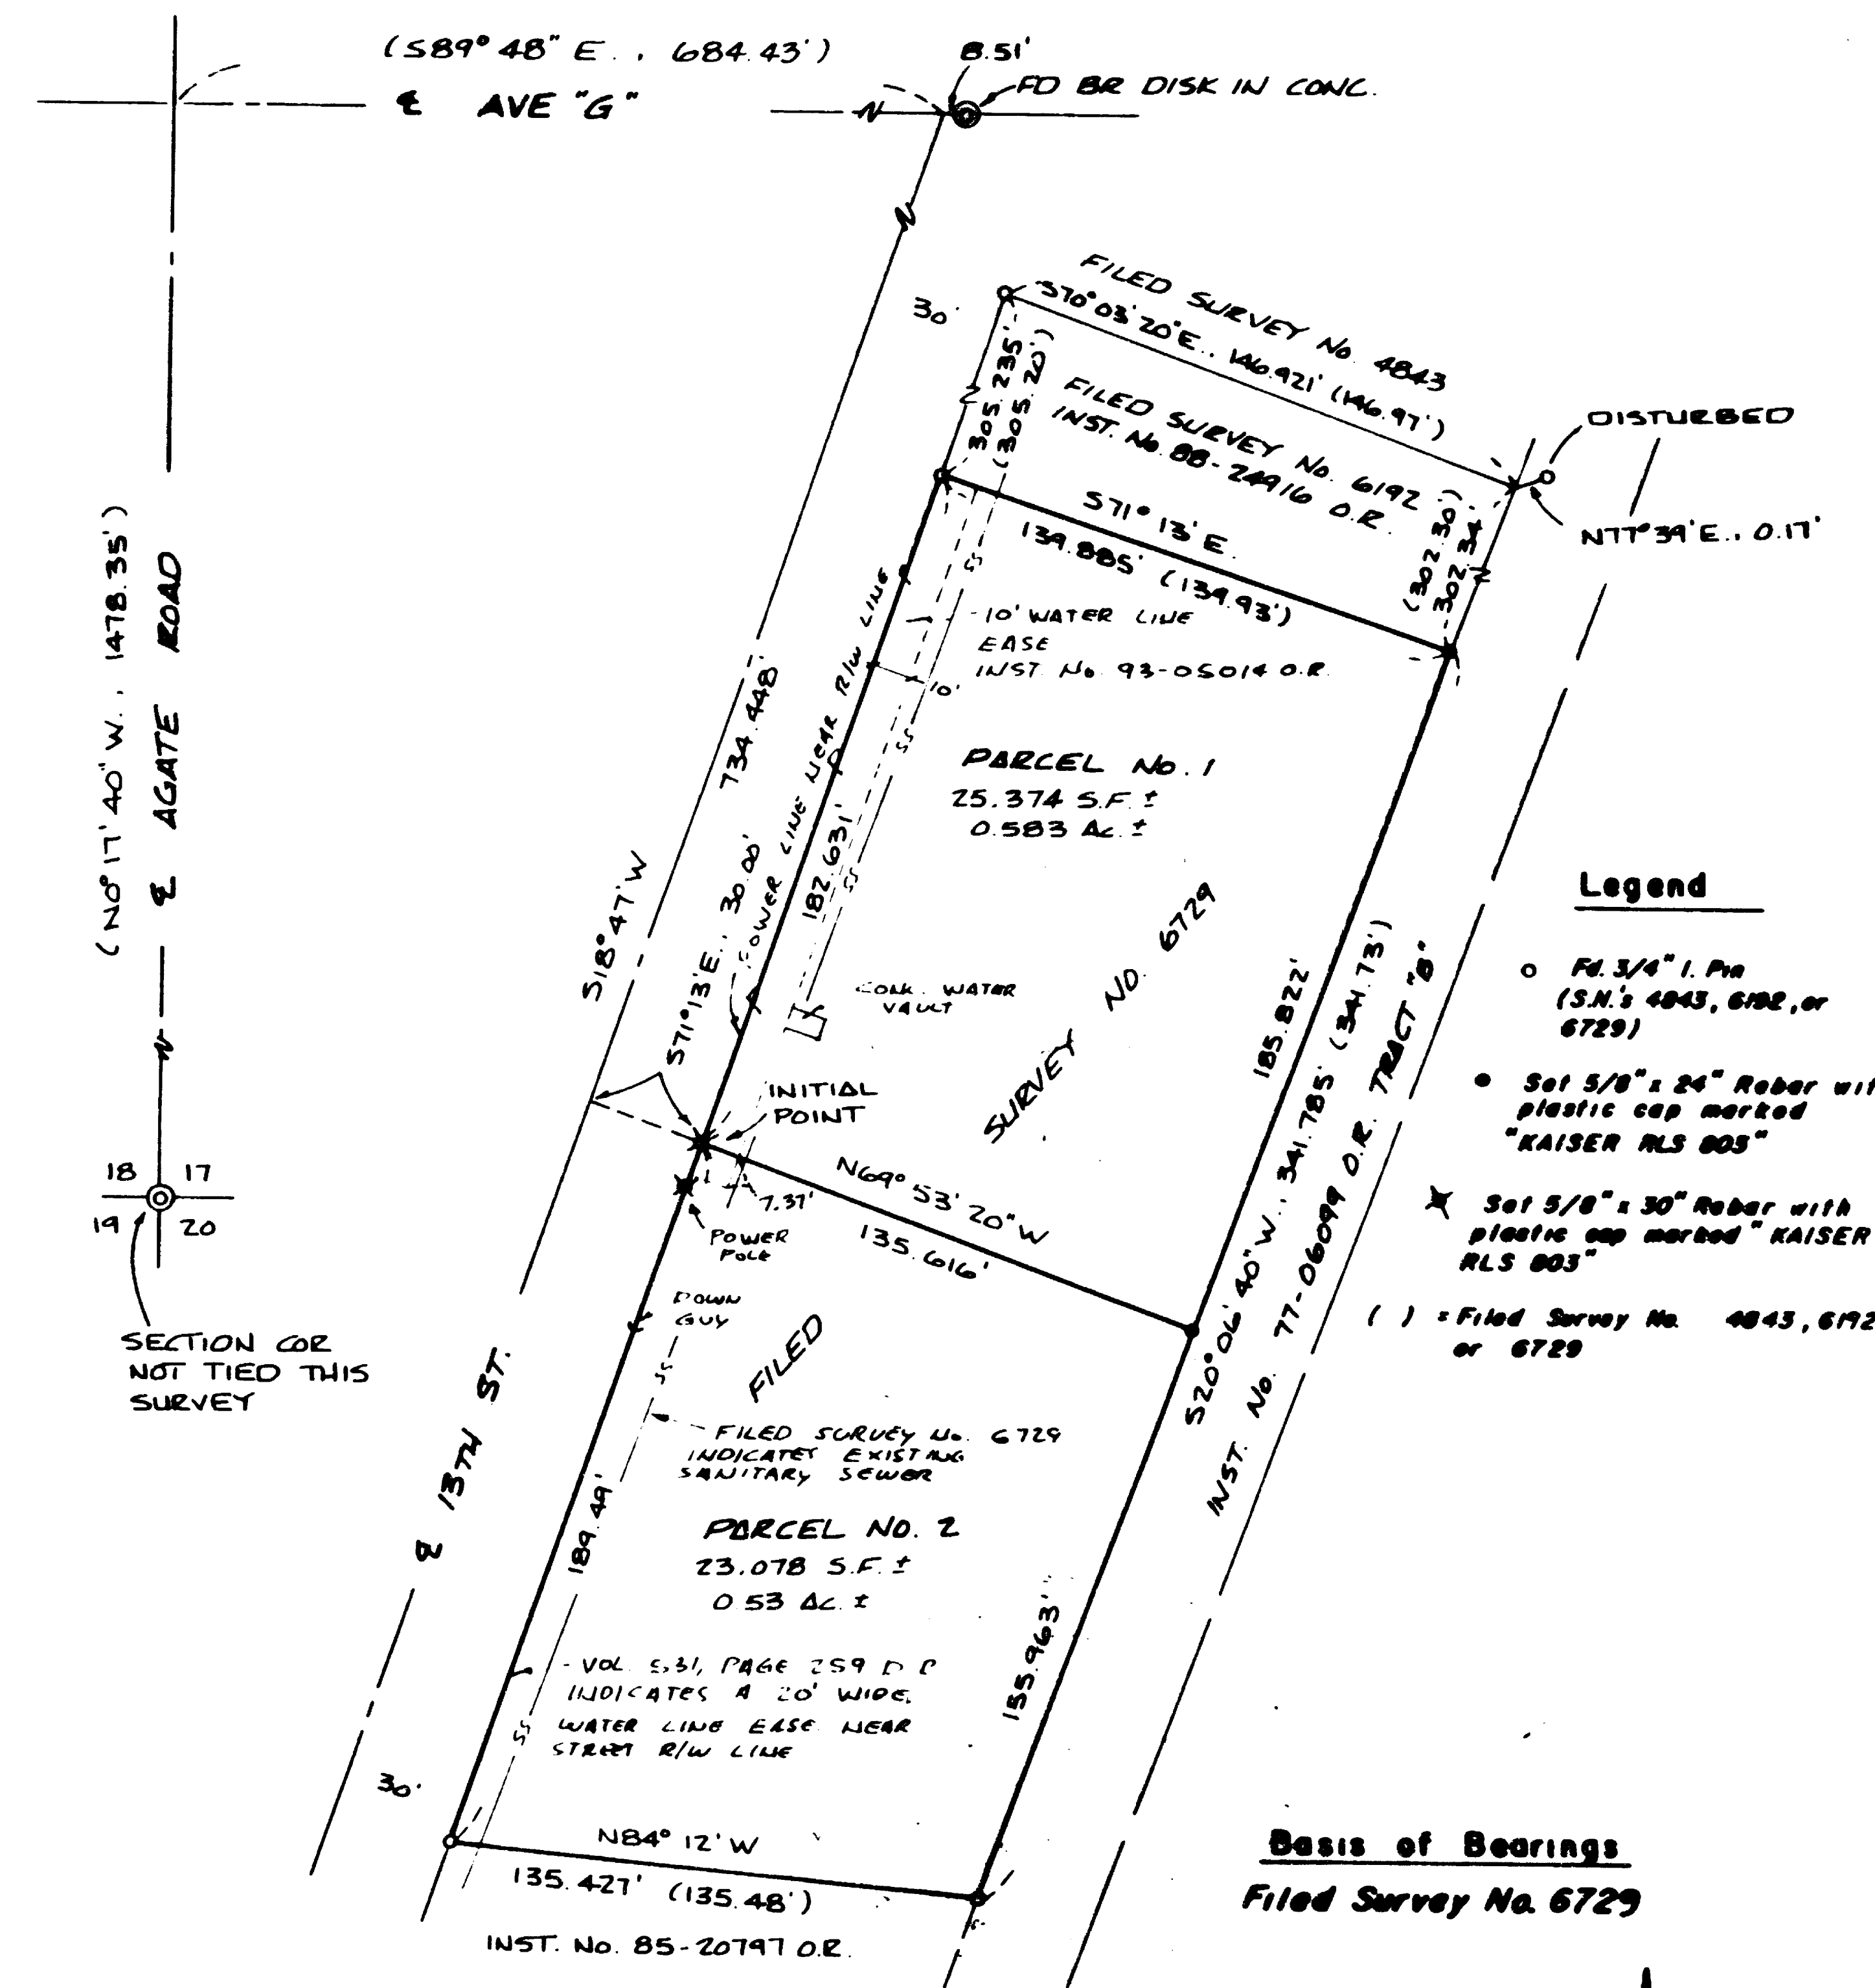 (S89° 48" E., 684.43')
8.51'
FD BR DISK IN CONC.
℄ AVE "G"
FILED SURVEY No. 4843
30'
S70° 03' 20" E., 146.921' (146.97')
305.235'
(305.20')
FILED SURVEY No. 6192
INST. No. 88-24916 O.R.
DISTURBED
N77° 39' E., 0.17'
(302.30')
302.34'
S71° 13' E.
139.885' (139.93')
(N0° 17' 40" W., 1478.35')
℄ AGATE ROAD
10' WATER LINE
EASE
INST. No. 93-05014 O.R.
10'
SS
SS
SS
POWER LINE NEAR R/W LINE
734.448'
S18° 47' W
182.631'
S71° 13' E., 30.00'
PARCEL No. 1
25.374 S.F. ±
0.583 Ac. ±
CONC. WATER
VAULT
FILED SURVEY NO. 6729
185.822'
S20° 06' 40" W., 341.785' (341.73')
INST. No. 77-06099 O.R. TRACT "B"
Legend
Fd. 3/4" I. Pin
(S.N.'s 4843, 6192, or
6729)
Set 5/8" x 24" Rebar wit
plastic cap marked
"KAISER RLS 803"
Set 5/8" x 30" Rebar with
plastic cap marked "KAISER
RLS 803"
( ) = Filed Survey No. 4843, 6192
or 6729
INITIAL
POINT
18 17
19 20
SECTION COR
NOT TIED THIS
SURVEY
7.37'
N69° 53' 20" W
135.616'
POWER
POLE
DOWN
GUY
SS
℄ 13TH ST.
FILED SURVEY No. 6729
INDICATES EXISTING
SANITARY SEWER
189.49'
PARCEL NO. 2
23.078 S.F. ±
0.53 Ac. ±
155.963'
VOL. 531, PAGE 259
INDICATES A 20' WIDE
WATER LINE EASE NEAR
STREET R/W LINE
SS
30'
N84° 12' W
135.427' (135.48')
INST. No. 85-20797 O.R.
Basis of Bearings
Filed Survey No. 6729